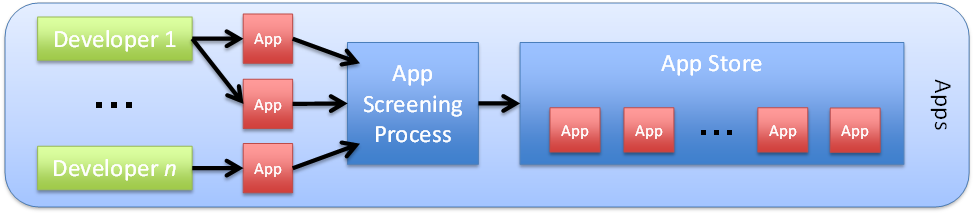 Developer 1
...
Developer n
App
App
App
App
Screening
Process
App Store
App
App
...
App
App
Apps